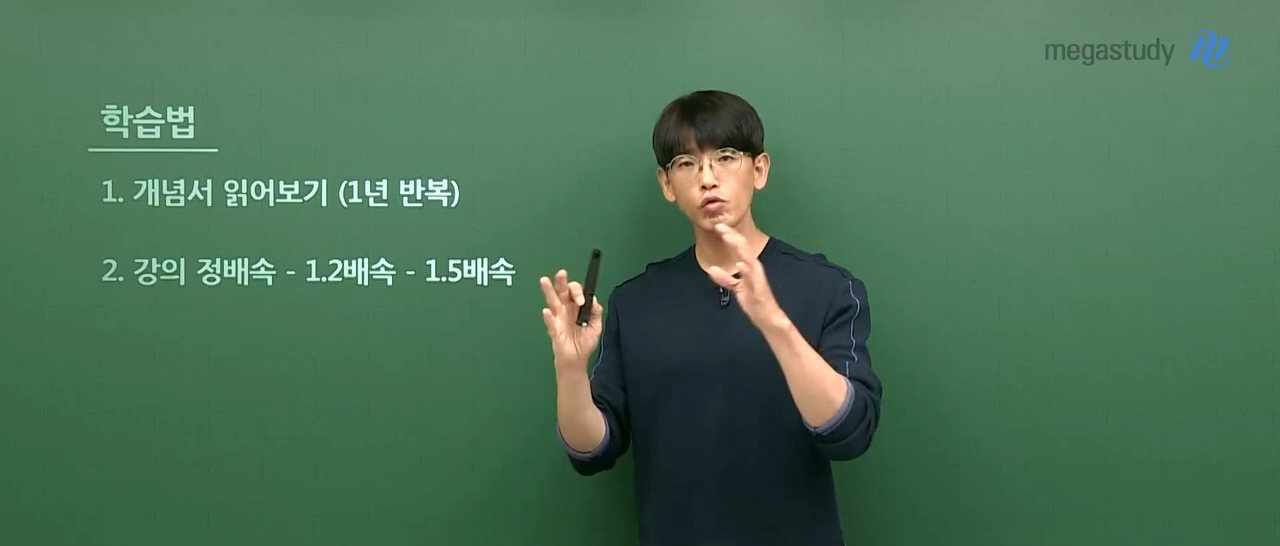 megastudy
학습법
1. 개념서 읽어보기 (1년 반복)
2. 강의 정배속 - 1.2배속 - 1.5배속